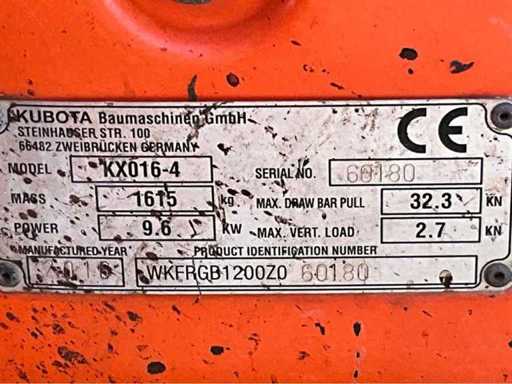 KUBOTA Baumaschinen GmbH
STEINHAUSER STR. 100
66482 ZWEIBRÜCKEN GERMANY
CE
MODEL KX016-4 SERIAL NO. 60180
MASS 1615 kg MAX. DRAW BAR PULL 32.3 KN
POWER 9.6 KW MAX. VERT. LOAD 2.7 KN
MANUFACTURED YEAR PRODUCT IDENTIFICATION NUMBER
WKFRGB1200Z060180